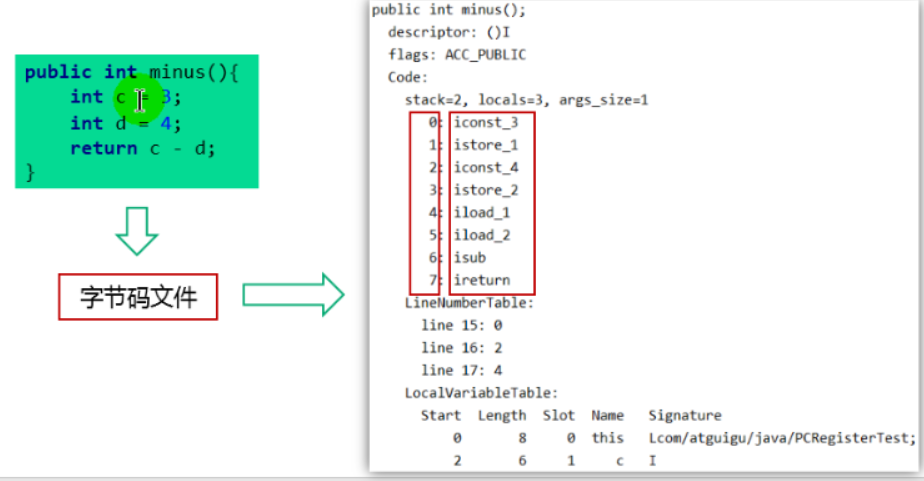 public int minus(){
int c = 3;
int d = 4;
return c - d;
}
字节码文件
public int minus();
descriptor: ()I
flags: ACC_PUBLIC
Code:
stack=2, locals=3, args_size=1
0: iconst_3
1: istore_1
2: iconst_4
3: istore_2
4: iload_1
5: iload_2
6: isub
7: ireturn
LineNumberTable:
line 15: 0
line 16: 2
line 17: 4
LocalVariableTable:
Start Length Slot Name Signature
0 8 0 this Lcom/atguigu/java/PCRegisterTest;
2 6 1 c I